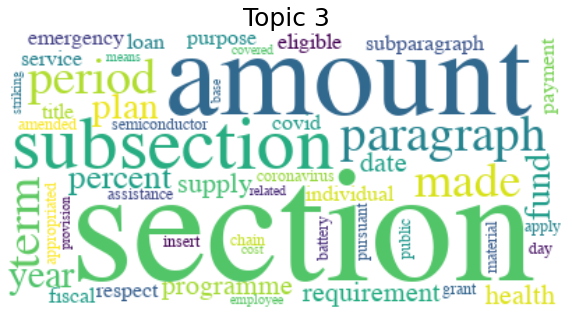 Topic 3
emergency loan purpose eligible subparagraph
covered
service means
period amount payment
striking base
title plan
amended semiconductor covid paragraph
subsection date
percent supply coronavirus made fund
assistance related individual
term appropriated provision section
insert chain cost battery pursuant public material apply day
year programme requirement grant health
fiscal respect employee